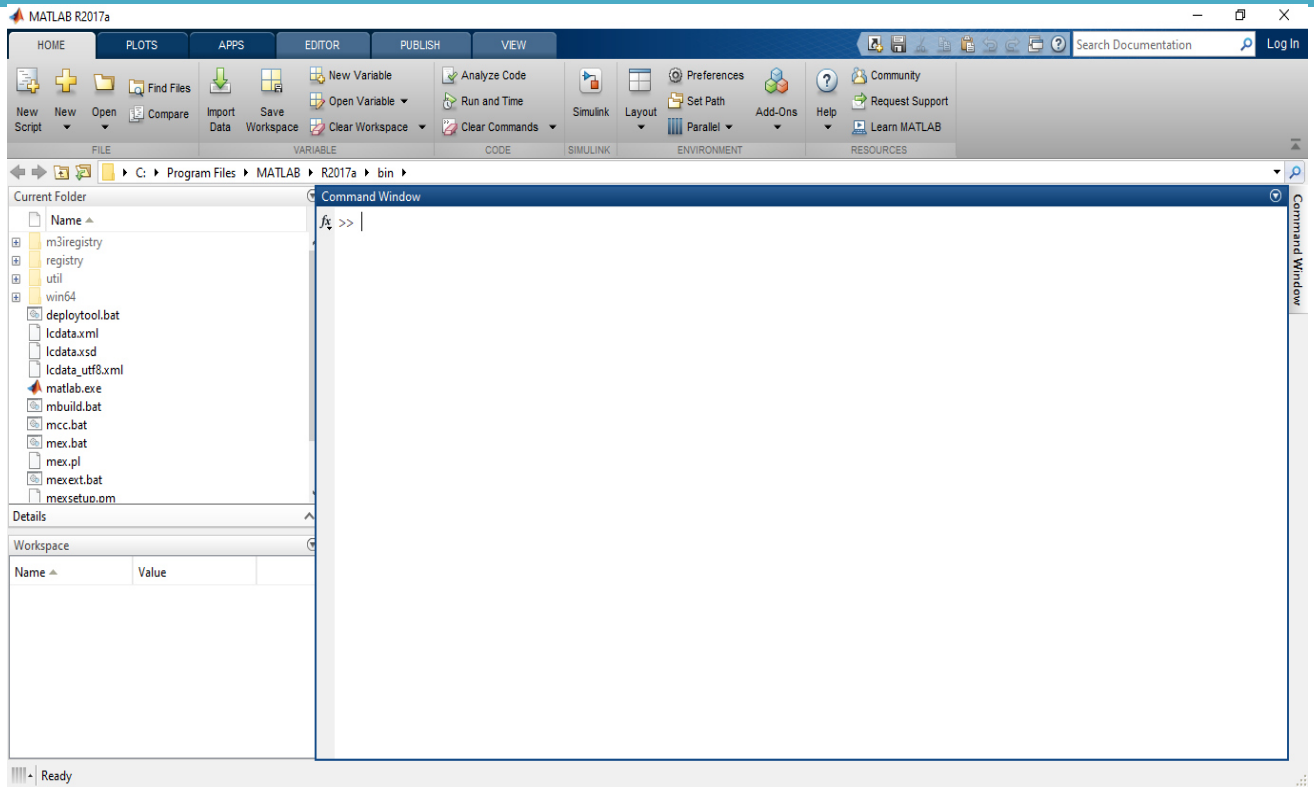 MATLAB R2017a
HOME PLOTS APPS EDITOR PUBLISH VIEW
Search Documentation
Log In
New Script
New
Open
Find Files
Compare
FILE
Import Data
Save Workspace
New Variable
Open Variable
Clear Workspace
VARIABLE
Analyze Code
Run and Time
Clear Commands
CODE
Simulink
SIMULINK
Layout
Preferences
Set Path
Parallel
Add-Ons
ENVIRONMENT
Help
Community
Request Support
Learn MATLAB
RESOURCES
C: Program Files MATLAB R2017a bin
Current Folder
Name
m3iregistry
registry
util
win64
deploytool.bat
lcdata.xml
lcdata.xsd
lcdata_utf8.xml
matlab.exe
mbuild.bat
mcc.bat
mex.bat
mex.pl
mexext.bat
mexsetup.pm
Details
Workspace
Name Value
Command Window
fx >>
Command Window
Ready